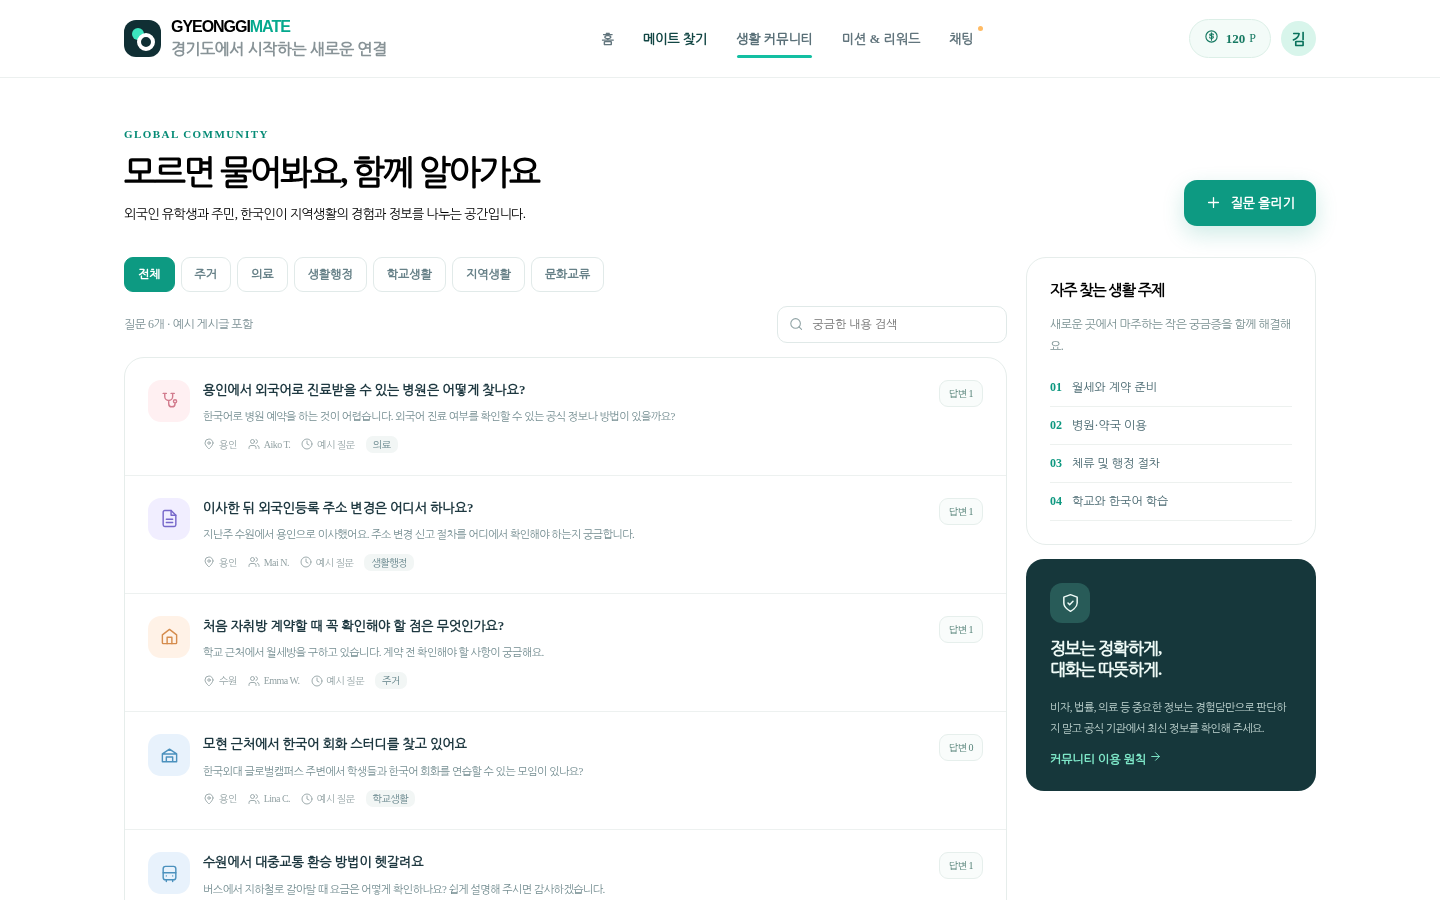 GYEONGGIMATE
경기도에서 시작하는 새로운 연결
홈 메이트 찾기 생활 커뮤니티 미션 & 리워드 채팅
120 P
김
GLOBAL COMMUNITY
모르면 물어봐요, 함께 알아가요
외국인 유학생과 주민, 한국인이 지역생활의 경험과 정보를 나누는 공간입니다.
질문 올리기
전체 주거 의료 생활행정 학교생활 지역생활 문화교류
질문 6개 · 예시 게시글 포함
궁금한 내용 검색
용인에서 외국어로 진료받을 수 있는 병원은 어떻게 찾나요?
답변 1
한국어로 병원 예약을 하는 것이 어렵습니다. 외국어 진료 여부를 확인할 수 있는 공식 정보나 방법이 있을까요?
용인 Aiko T. 예시 질문 의료
이사한 뒤 외국인등록 주소 변경은 어디서 하나요?
답변 1
지난주 수원에서 용인으로 이사했어요. 주소 변경 신고 절차를 어디에서 확인해야 하는지 궁금합니다.
용인 Mai N. 예시 질문 생활행정
처음 자취방 계약할 때 꼭 확인해야 할 점은 무엇인가요?
답변 1
학교 근처에서 월세방을 구하고 있습니다. 계약 전 확인해야 할 사항이 궁금해요.
수원 Emma W. 예시 질문 주거
모현 근처에서 한국어 회화 스터디를 찾고 있어요
답변 0
한국외대 글로벌캠퍼스 주변에서 학생들과 한국어 회화를 연습할 수 있는 모임이 있나요?
용인 Lina C. 예시 질문 학교생활
수원에서 대중교통 환승 방법이 헷갈려요
답변 1
버스에서 지하철로 갈아탈 때 요금은 어떻게 확인하나요? 쉽게 설명해 주시면 감사하겠습니다.
자주 찾는 생활 주제
새로운 곳에서 마주하는 작은 궁금증을 함께 해결해
요.
01 월세와 계약 준비
02 병원·약국 이용
03 체류 및 행정 절차
04 학교와 한국어 학습
정보는 정확하게,
대화는 따뜻하게.
비자, 법률, 의료 등 중요한 정보는 경험담만으로 판단하
지 말고 공식 기관에서 최신 정보를 확인해 주세요.
커뮤니티 이용 원칙